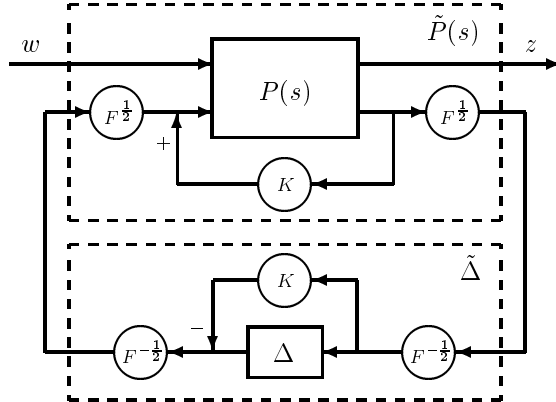 w
P̃(s)
z
F^{1/2}
P(s)
F^{1/2}
+
K
K
Δ̃
−
F^{-1/2}
Δ
F^{-1/2}